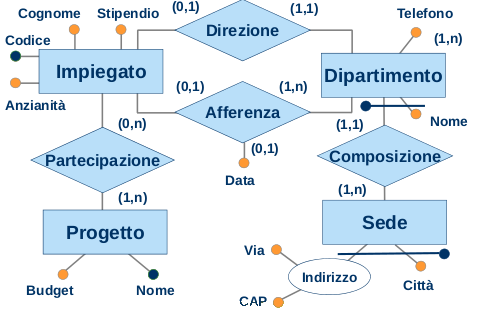 (0,1)
(1,1)
Cognome
Stipendio
Telefono
Codice
Direzione
(1,n)
Impiegato
Dipartimento
(0,1)
(1,n)
Anzianità
Afferenza
(0,n)
(0,1)
(1,1)
Nome
Partecipazione
Composizione
Data
(1,n)
(1,n)
Progetto
Sede
Via
Indirizzo
Città
Budget
Nome
CAP